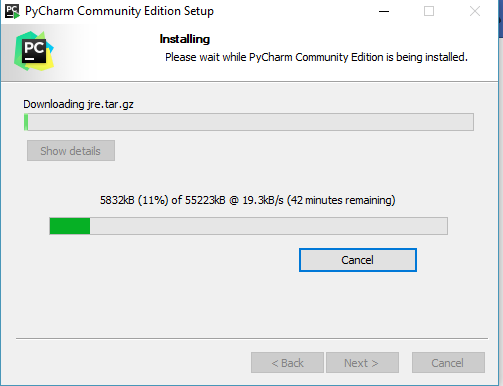 PyCharm Community Edition Setup
PC
Installing
Please wait while PyCharm Community Edition is being installed.
Downloading jre.tar.gz
Show details
5832kB (11%) of 55223kB @ 19.3kB/s (42 minutes remaining)
Cancel
< Back Next > Cancel